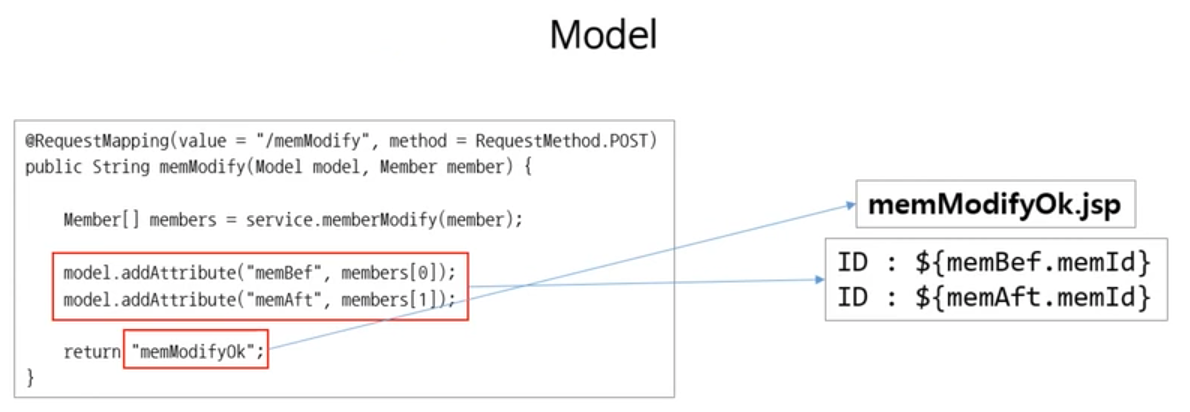 Model
@RequestMapping(value = "/memModify", method = RequestMethod.POST)
public String memModify(Model model, Member member) {
Member[] members = service.memberModify(member);
model.addAttribute("memBef", members[0]);
model.addAttribute("memAft", members[1]);
return "memModifyOk";
}
memModifyOk.jsp
ID : ${memBef.memId}
ID : ${memAft.memId}